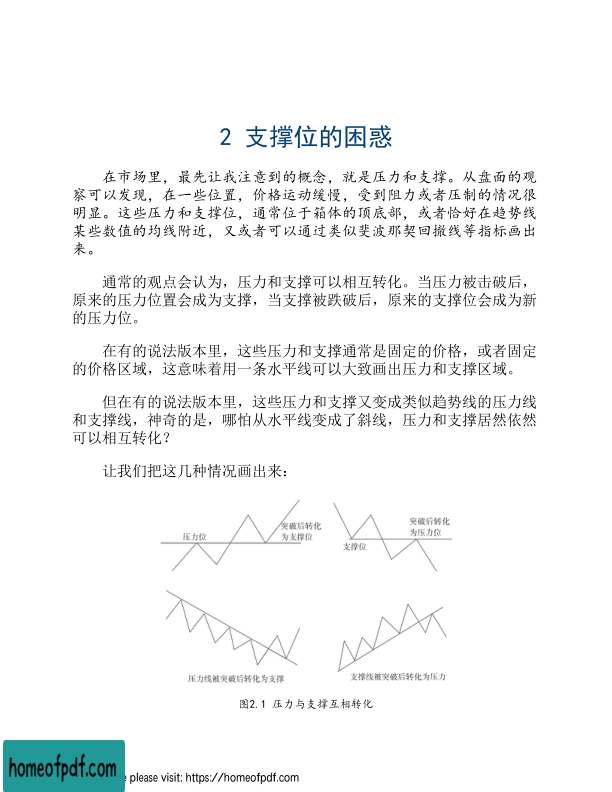 2 支撑位的困惑
在市场里，最先让我注意到的概念，就是压力和支撑。从盘面的观
察可以发现，在一些位置，价格运动缓慢，受到阻力或者压制的情况很
明显。这些压力和支撑位，通常位于箱体的顶底部，或者恰好在趋势线
某些数值的均线附近，又或者可以通过类似斐波那契回撤线等指标画出
来。
通常的观点会认为，压力和支撑可以相互转化。当压力被击破后，
原来的压力位置会成为支撑，当支撑被跌破后，原来的支撑位会成为新
的压力位。
在有的说法版本里，这些压力和支撑通常是固定的价格，或者固定
的价格区域，这意味着用一条水平线可以大致画出压力和支撑区域。
但在有的说法版本里，这些压力和支撑又变成类似趋势线的压力线
和支撑线，神奇的是，哪怕从水平线变成了斜线，压力和支撑居然依然
可以相互转化？
让我们把这几种情况画出来：
压力位
突破后转化
为支撑位
支撑位
突破后转化
为压力位
压力线被突破后转化为支撑
支撑线被突破后转化为压力
图2.1 压力与支撑互相转化
homeofpdf.com
e please visit: https://homeofpdf.com